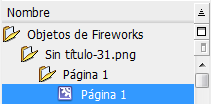 Nombre
Objetos de Fireworks
Sin título-31.png
Página 1
Página 1